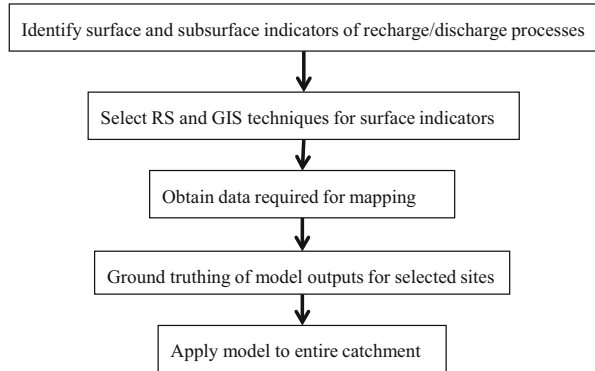 Identify surface and subsurface indicators of recharge/discharge processes
Select RS and GIS techniques for surface indicators
Obtain data required for mapping
Ground truthing of model outputs for selected sites
Apply model to entire catchment